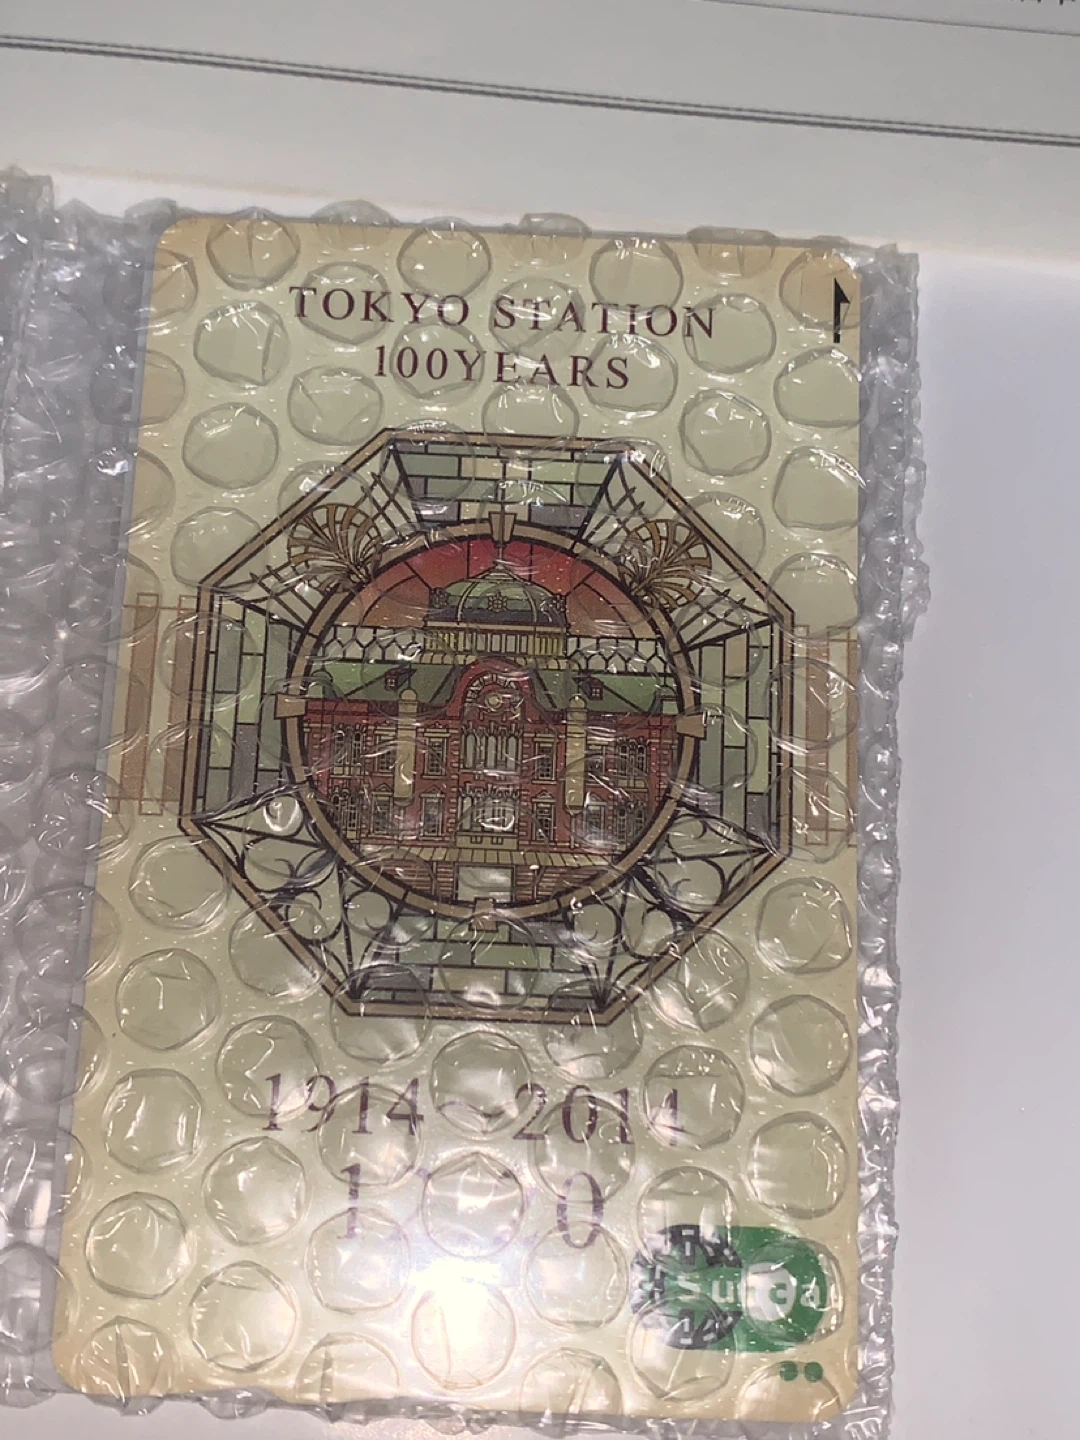 TOKYO STATION
100YEARS
1914～2014
Suica